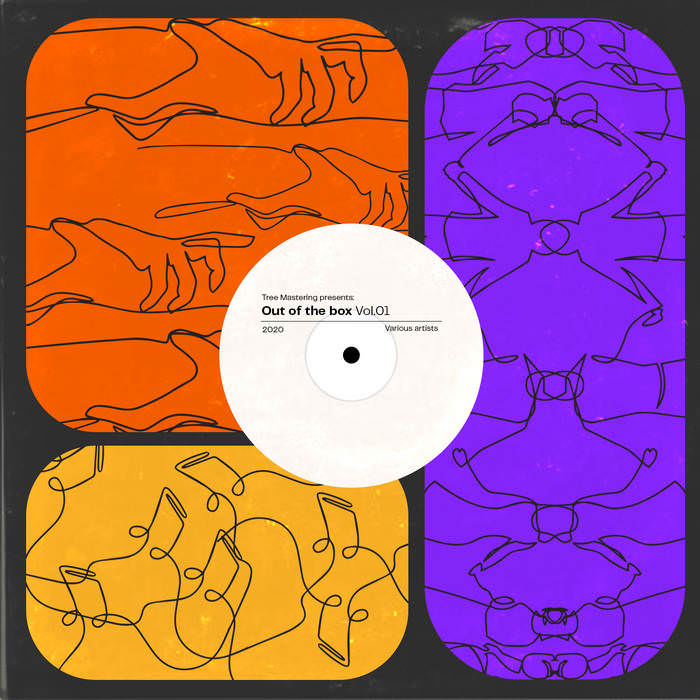 Tree Mastering presents:
Out of the box Vol.01
2020 Various artists